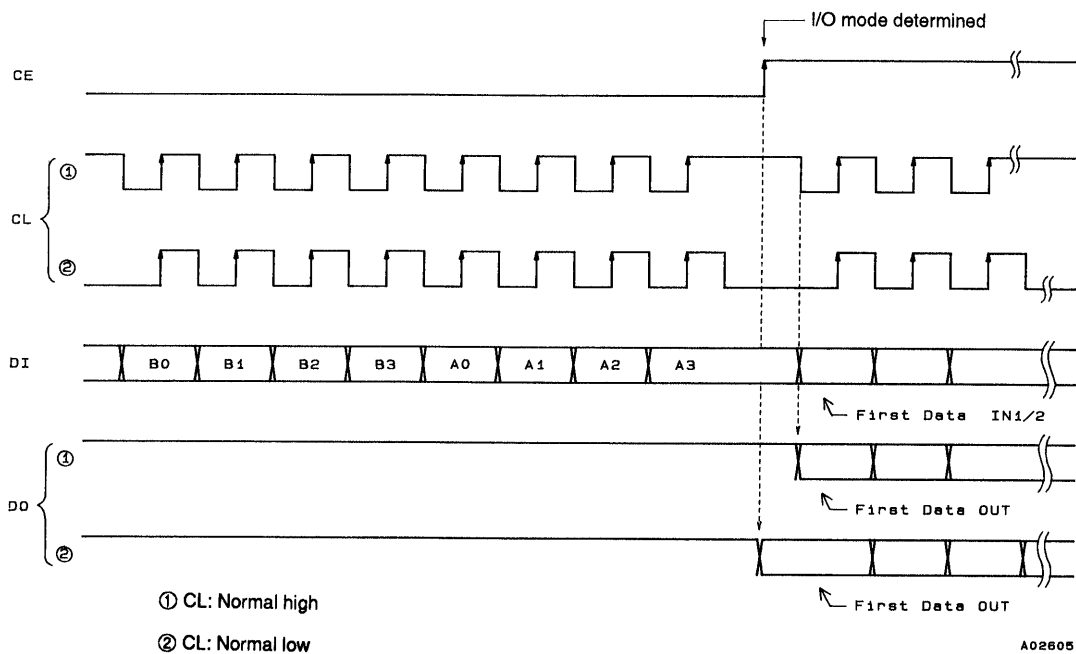 I/O mode determined
CE
①
CL
②
DI B0 B1 B2 B3 A0 A1 A2 A3
First Data IN1/2
①
DO
First Data OUT
②
First Data OUT
① CL: Normal high
② CL: Normal low
A02605